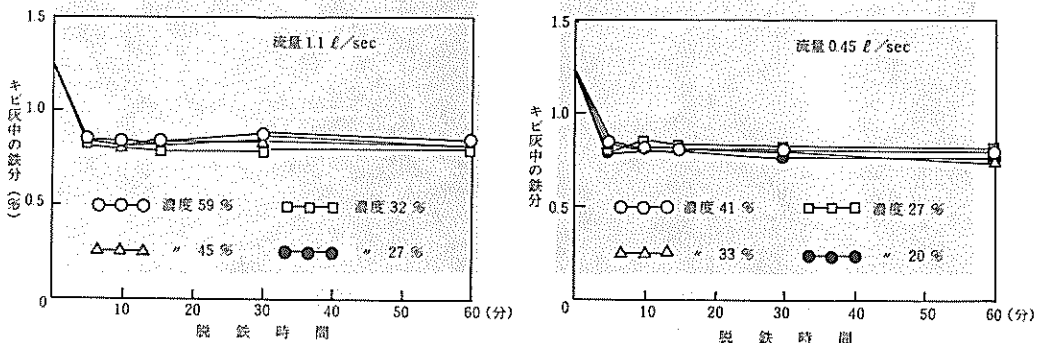 流量 1.1 ℓ/sec
キビ灰中の鉄分 (%)
1.5
1.0
0.5
0
濃度 59 %
濃度 32 %
〃 45 %
〃 27 %
10 20 30 40 50 60 (分)
脱鉄時間
流量 0.45 ℓ/sec
キビ灰中の鉄分
1.5
1.0
0.5
0
濃度 41 %
濃度 27 %
〃 33 %
〃 20 %
10 20 30 40 50 60 (分)
脱鉄時間